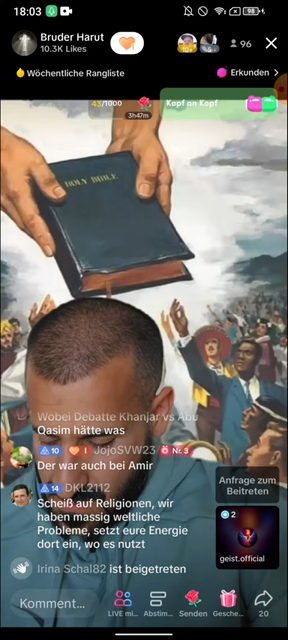 18:03
98
Bruder Harut
10.3K Likes
96
Wöchentliche Rangliste
Erkunden >
43/1000
3h47m
Kopf an Kopf
HOLY BIBLE
Wobei Debatte Khanjar vs Abu
Qasim hätte was
10 I JojoSVW23 Nr. 3
Der war auch bei Amir
14 DKL2112
Scheiß auf Religionen, wir
haben massig weltliche
Probleme, setzt eure Energie
dort ein, wo es nutzt
Irina Schal82 ist beigetreten
Anfrage zum
Beitreten
2
geist.official
Komment...
LIVE mi...
Abstim...
Senden
Gesche...
20